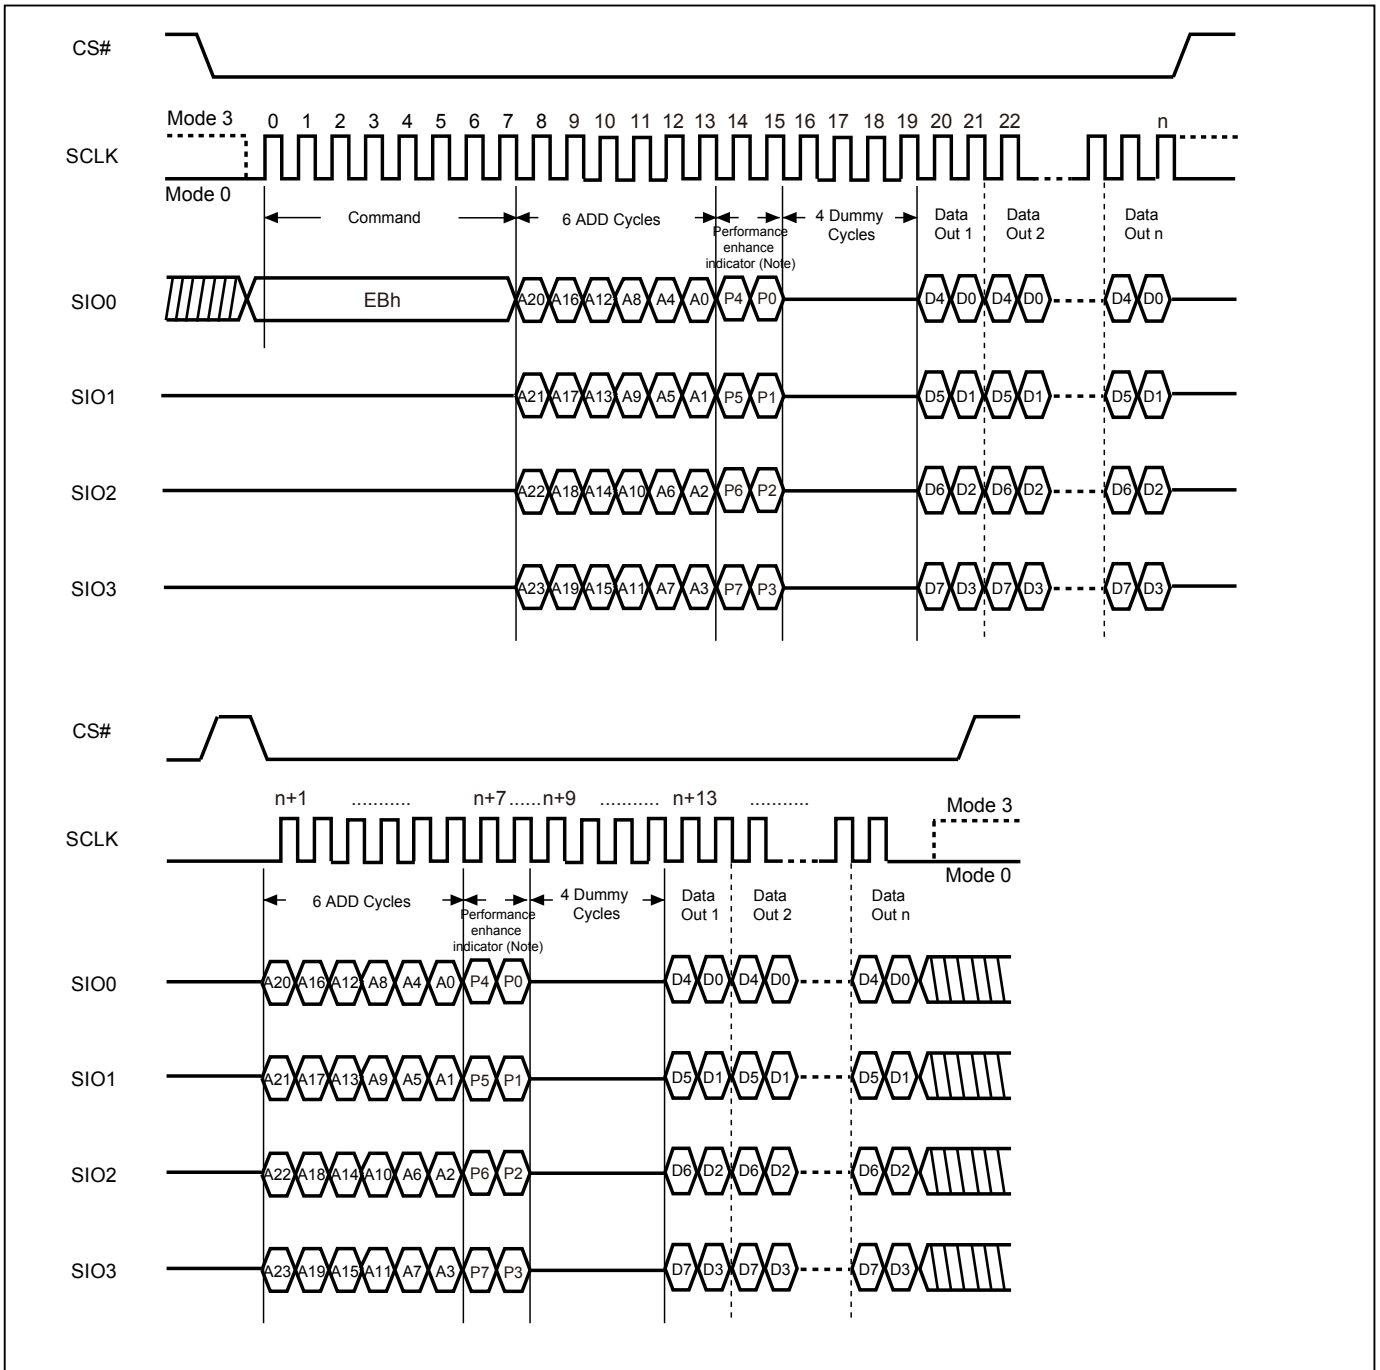 CS#
Mode 3
0 1 2 3 4 5 6 7 8 9 10 11 12 13 14 15 16 17 18 19 20 21 22 n
SCLK
Mode 0
Command
6 ADD Cycles
Performance
enhance
indicator (Note)
4 Dummy
Cycles
Data
Out 1
Data
Out 2
Data
Out n
SIO0
EBh
A20 A16 A12 A8 A4 A0 P4 P0 D4 D0 D4 D0 D4 D0
SIO1
A21 A17 A13 A9 A5 A1 P5 P1 D5 D1 D5 D1 D5 D1
SIO2
A22 A18 A14 A10 A6 A2 P6 P2 D6 D2 D6 D2 D6 D2
SIO3
A23 A19 A15 A11 A7 A3 P7 P3 D7 D3 D7 D3 D7 D3
CS#
n+1 ........... n+7 ...... n+9 ........... n+13 ...........
Mode 3
SCLK
Mode 0
6 ADD Cycles
Performance
enhance
indicator (Note)
4 Dummy
Cycles
Data
Out 1
Data
Out 2
Data
Out n
SIO0
A20 A16 A12 A8 A4 A0 P4 P0 D4 D0 D4 D0 D4 D0
SIO1
A21 A17 A13 A9 A5 A1 P5 P1 D5 D1 D5 D1 D5 D1
SIO2
A22 A18 A14 A10 A6 A2 P6 P2 D6 D2 D6 D2 D6 D2
SIO3
A23 A19 A15 A11 A7 A3 P7 P3 D7 D3 D7 D3 D7 D3